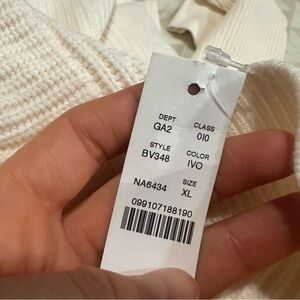 DEPT CLASS
GA2 010
STYLE COLOR
BV348 IVO
SIZE
NA6434 XL
099107188190